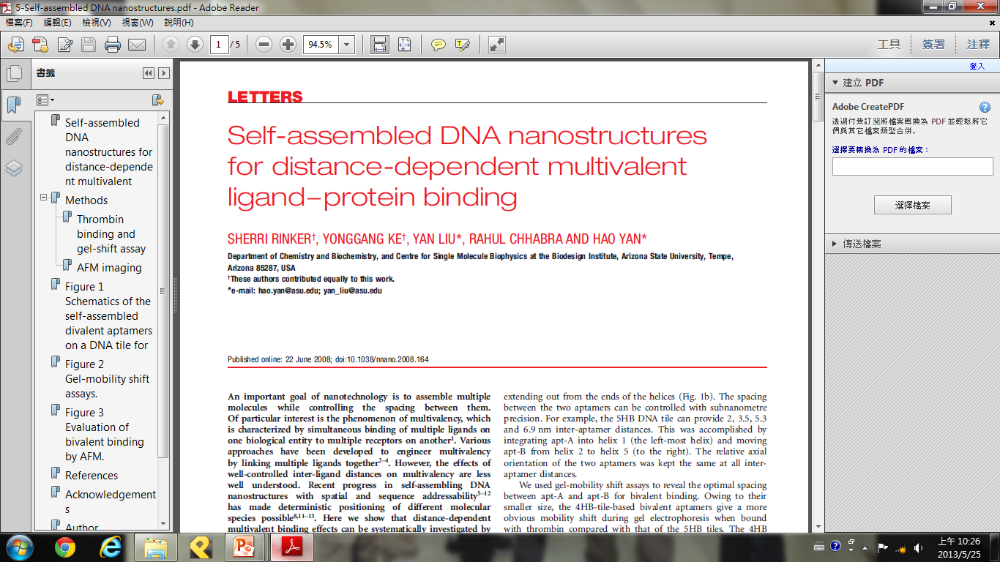 5-Self-assembled DNA nanostructures.pdf - Adobe Reader
檔案(F) 編輯(E) 檢視(V) 視窗(W) 說明(H)
1 / 5 94.5% 工具 簽署 注釋
書籤
Self-assembled
DNA
nanostructures for
distance-depende
nt multivalent
Methods
Thrombin
binding and
gel-shift assay
AFM imaging
Figure 1
Schematics of the
self-assembled
divalent aptamers
on a DNA tile for
Figure 2
Gel-mobility shift
assays.
Figure 3
Evaluation of
bivalent binding
by AFM.
References
Acknowledgement
s
Author
LETTERS
Self-assembled DNA nanostructures
for distance-dependent multivalent
ligand–protein binding
SHERRI RINKER†, YONGGANG KE†, YAN LIU*, RAHUL CHHABRA AND HAO YAN*
Department of Chemistry and Biochemistry, and Centre for Single Molecule Biophysics at the Biodesign Institute, Arizona State University, Tempe,
Arizona 85287, USA
†These authors contributed equally to this work.
*e-mail: hao.yan@asu.edu; yan_liu@asu.edu
Published online: 22 June 2008; doi:10.1038/nnano.2008.164
An important goal of nanotechnology is to assemble multiple
molecules while controlling the spacing between them.
Of particular interest is the phenomenon of multivalency, which
is characterized by simultaneous binding of multiple ligands on
one biological entity to multiple receptors on another1. Various
approaches have been developed to engineer multivalency
by linking multiple ligands together2–4. However, the effects of
well-controlled inter-ligand distances on multivalency are less
well understood. Recent progress in self-assembling DNA
nanostructures with spatial and sequence addressability5–12
has made deterministic positioning of different molecular
species possible8,11–13. Here we show that distance-dependent
multivalent binding effects can be systematically investigated by
extending out from the ends of the helices (Fig. 1b). The spacing
between the two aptamers can be controlled with subnanometre
precision. For example, the 5HB DNA tile can provide 2, 3.5, 5.3
and 6.9 nm inter-aptamer distances. This was accomplished by
integrating apt-A into helix 1 (the left-most helix) and moving
apt-B from helix 2 to helix 5 (to the right). The relative axial
orientation of the two aptamers was kept the same at all inter-
aptamer distances.
We used gel-mobility shift assays to reveal the optimal spacing
between apt-A and apt-B for bivalent binding. Owing to their
smaller size, the 4HB-tile-based bivalent aptamers give a more
obvious mobility shift during gel electrophoresis when bound
with thrombin compared with that of the 5HB tiles. The 4HB
登入
建立 PDF
Adobe CreatePDF
透過付費訂閱將檔案轉換為 PDF 並輕鬆將它
們與其它檔案類型合併。
選擇要轉換為 PDF 的檔案：
選擇檔案
傳送檔案
上午 10:26
2013/5/25